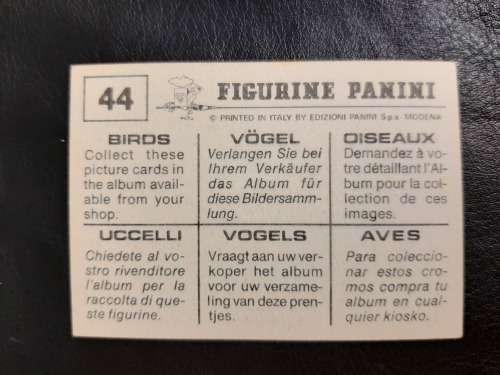 44
FIGURINE PANINI
© PRINTED IN ITALY BY EDIZIONI PANINI S.p.a. MODENA
BIRDS
Collect these
picture cards in
the album avail-
able from your
shop.
VÖGEL
Verlangen Sie bei
Ihrem Verkäufer
das Album für
diese Bildersamm-
lung.
OISEAUX
Demandez à vo-
tre détaillant l'Al-
bum pour la col-
lection de ces
images.
UCCELLI
Chiedete al vo-
stro rivenditore
l'album per la
raccolta di que-
ste figurine.
VOGELS
Vraagt aan uw ver-
koper het album
voor uw verzame-
ling van deze pren-
tjes.
AVES
Para coleccio-
nar estos cro-
mos compra tu
album en cual-
quier kiosko.